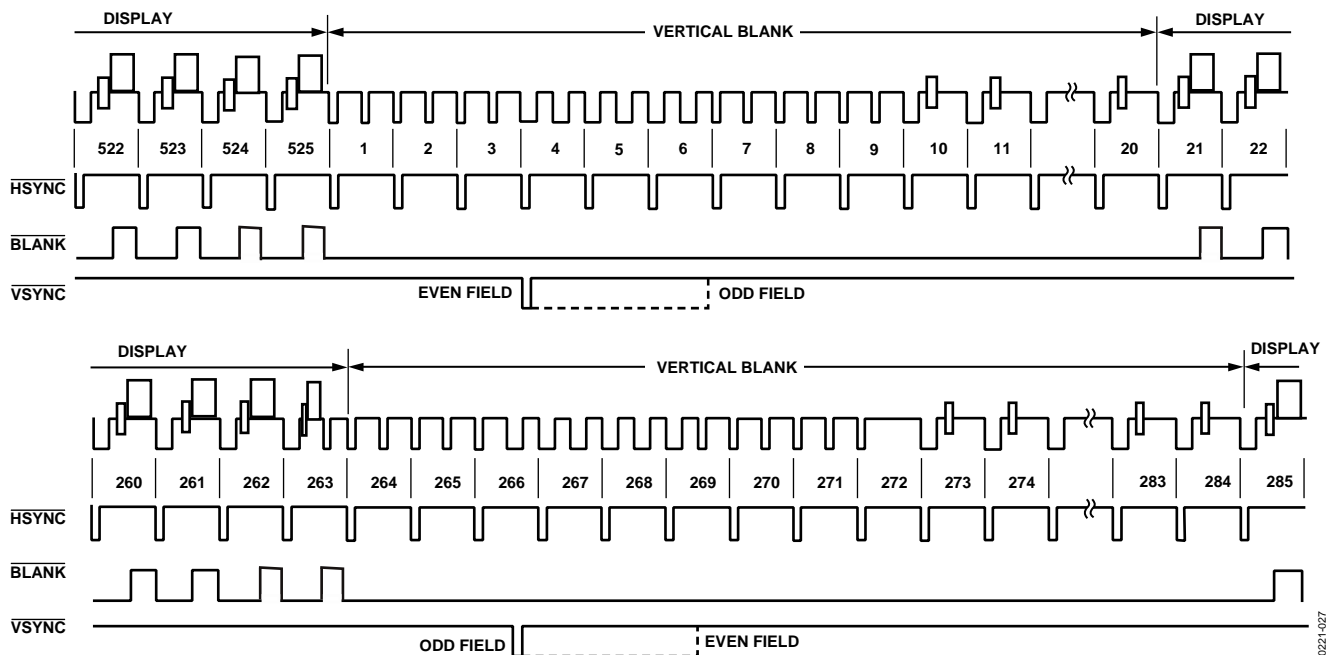 DISPLAY VERTICAL BLANK DISPLAY
522 523 524 525 1 2 3 4 5 6 7 8 9 10 11 20 21 22
HSYNC
BLANK
VSYNC
EVEN FIELD ODD FIELD
DISPLAY VERTICAL BLANK DISPLAY
260 261 262 263 264 265 266 267 268 269 270 271 272 273 274 283 284 285
HSYNC
BLANK
VSYNC
ODD FIELD EVEN FIELD
0221-027